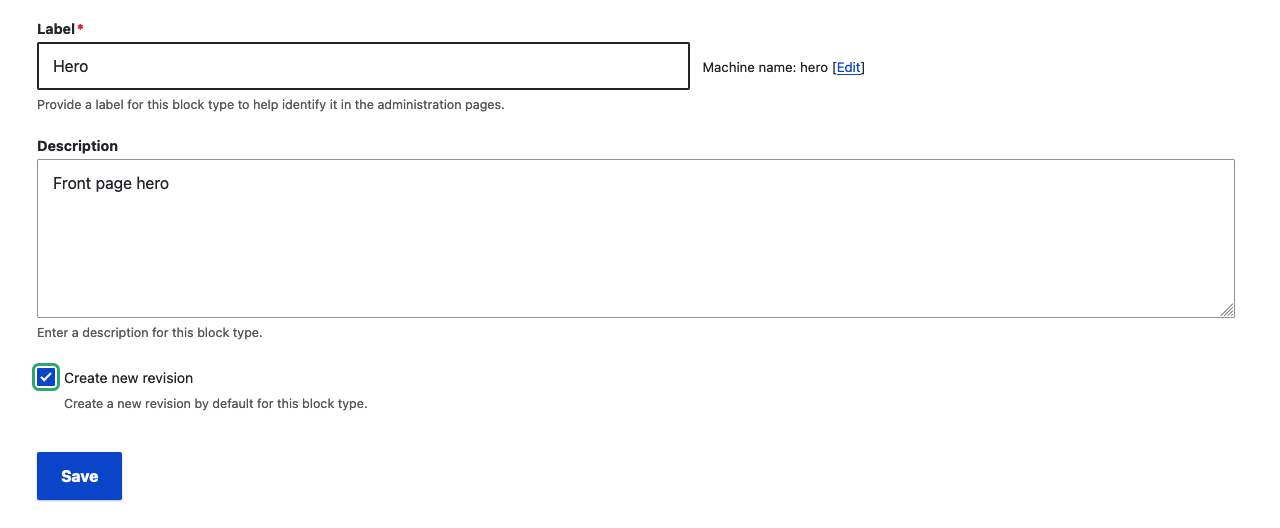 Label*
Hero
Machine name: hero [Edit]
Provide a label for this block type to help identify it in the administration pages.
Description
Front page hero
Enter a description for this block type.
Create new revision
Create a new revision by default for this block type.
Save